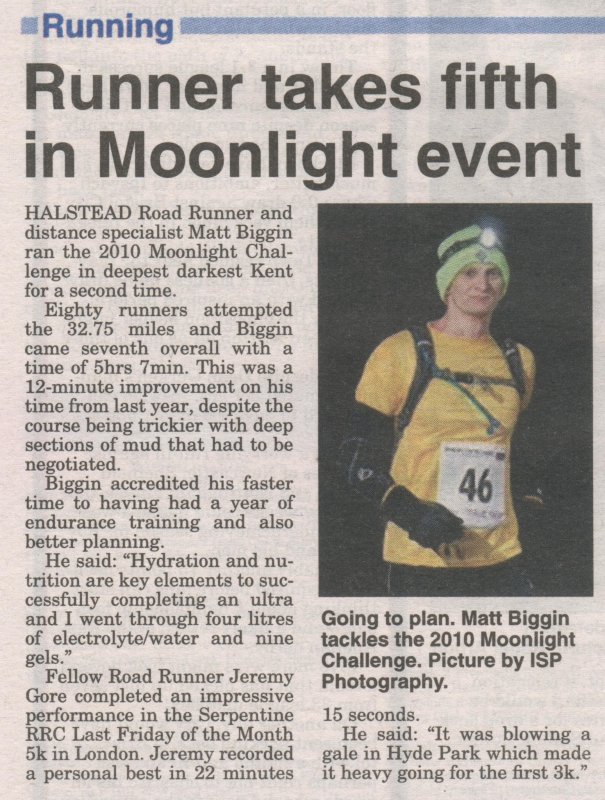 Running
Runner takes fifth
in Moonlight event
HALSTEAD Road Runner and
distance specialist Matt Biggin
ran the 2010 Moonlight Chal-
lenge in deepest darkest Kent
for a second time.
Eighty runners attempted
the 32.75 miles and Biggin
came seventh overall with a
time of 5hrs 7min. This was a
12-minute improvement on his
time from last year, despite the
course being trickier with deep
sections of mud that had to be
negotiated.
Biggin accredited his faster
time to having had a year of
endurance training and also
better planning.
He said: “Hydration and nu-
trition are key elements to suc-
cessfully completing an ultra
and I went through four litres
of electrolyte/water and nine
gels.”
Fellow Road Runner Jeremy
Gore completed an impressive
performance in the Serpentine
RRC Last Friday of the Month
5k in London. Jeremy recorded
a personal best in 22 minutes
46
Going to plan. Matt Biggin
tackles the 2010 Moonlight
Challenge. Picture by ISP
Photography.
15 seconds.
He said: “It was blowing a
gale in Hyde Park which made
it heavy going for the first 3k.”